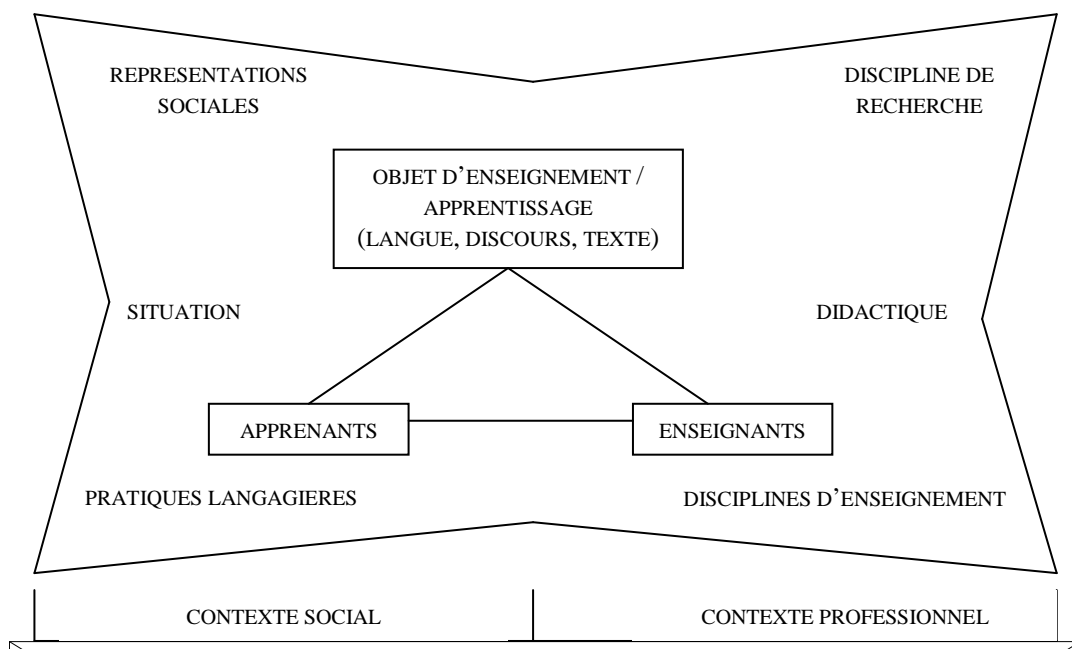 REPRESENTATIONS
SOCIALES
DISCIPLINE DE
RECHERCHE
OBJET D’ENSEIGNEMENT /
APPRENTISSAGE
(LANGUE, DISCOURS, TEXTE)
SITUATION
DIDACTIQUE
APPRENANTS
ENSEIGNANTS
PRATIQUES LANGAGIERES
DISCIPLINES D’ENSEIGNEMENT
CONTEXTE SOCIAL
CONTEXTE PROFESSIONNEL